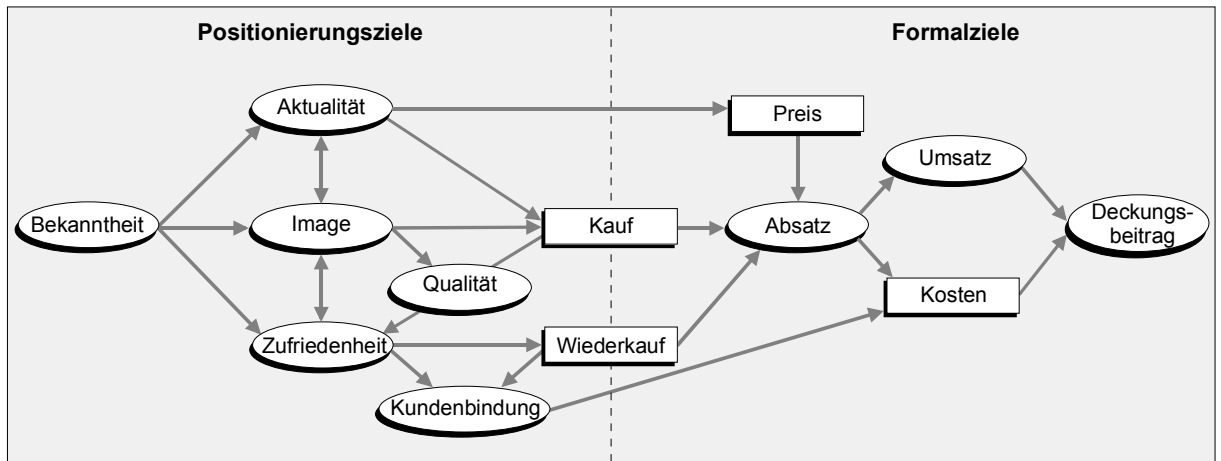 Positionierungsziele
Formalziele
Aktualität
Preis
Umsatz
Bekanntheit
Image
Kauf
Absatz
Deckungs-
beitrag
Qualität
Kosten
Zufriedenheit
Wiederkauf
Kundenbindung